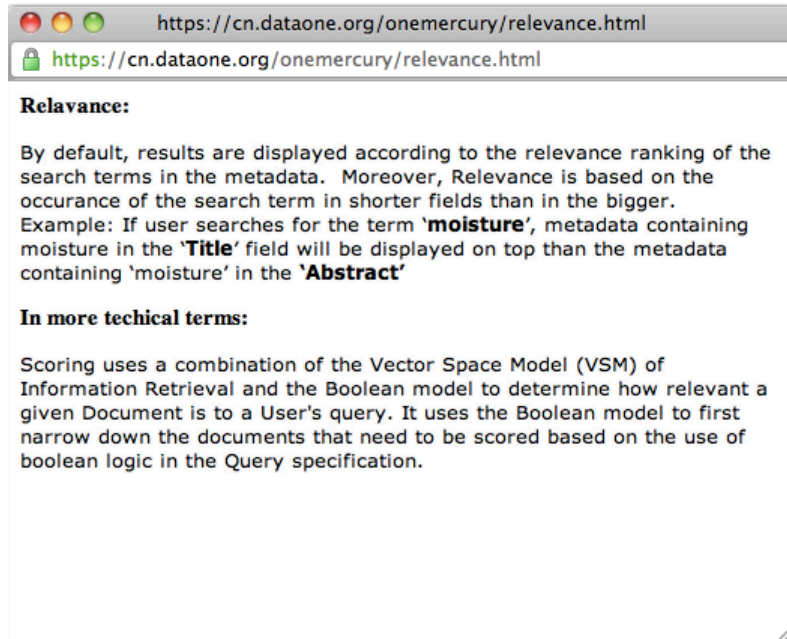 https://cn.dataone.org/onemercury/relevance.html
https://cn.dataone.org/onemercury/relevance.html
Relavance:
By default, results are displayed according to the relevance ranking of the
search terms in the metadata.  Moreover, Relevance is based on the
occurance of the search term in shorter fields than in the bigger.
Example: If user searches for the term ‘moisture’, metadata containing
moisture in the ‘Title’ field will be displayed on top than the metadata
containing ‘moisture’ in the ‘Abstract’
In more techical terms:
Scoring uses a combination of the Vector Space Model (VSM) of
Information Retrieval and the Boolean model to determine how relevant a
given Document is to a User's query. It uses the Boolean model to first
narrow down the documents that need to be scored based on the use of
boolean logic in the Query specification.